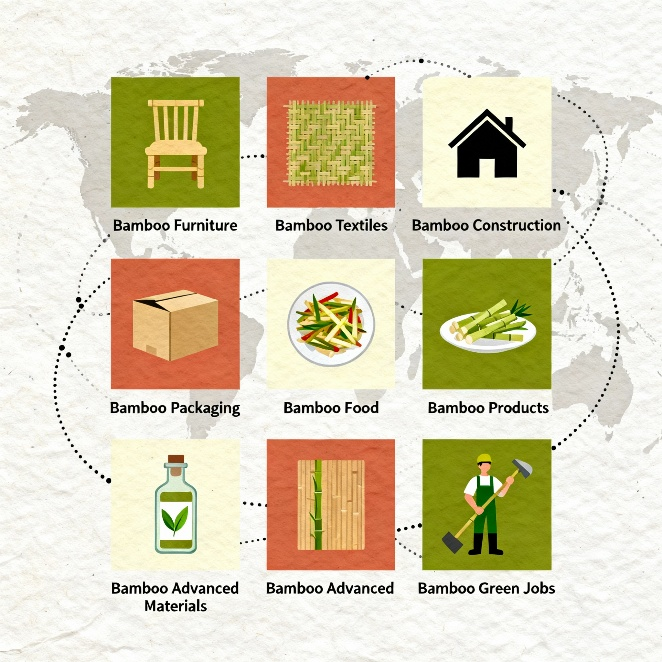 Bamboo Furniture
Bamboo Textiles
Bamboo Construction
Bamboo Packaging
Bamboo Food
Bamboo Products
Bamboo Advanced
Materials
Bamboo Advanced
Bamboo Green Jobs